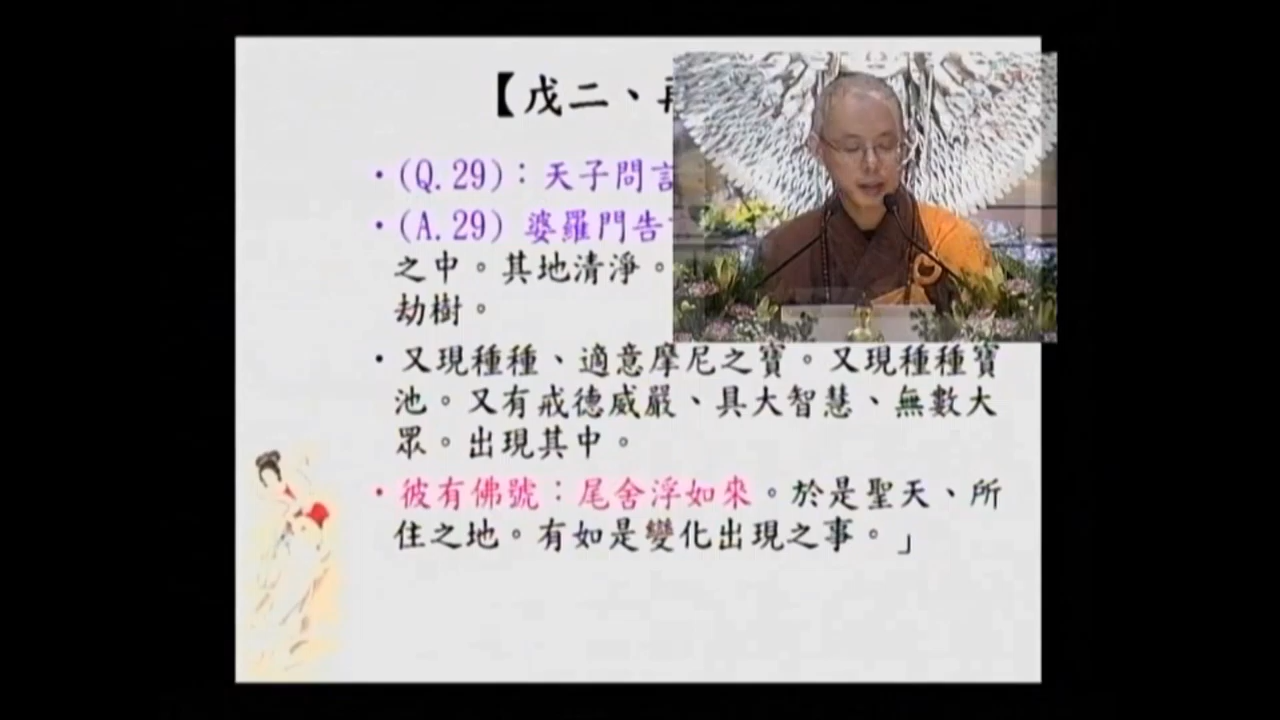 【戊二、再
•(Q.29)：天子問言
•(A.29) 婆羅門告
之中。其地清淨。
劫樹。
•又現種種、適意摩尼之寶。又現種種寶
池。又有戒德威嚴、具大智慧、無數大
眾。出現其中。
•彼有佛號：尾舍浮如來。於是聖天、所
住之地。有如是變化出現之事。」